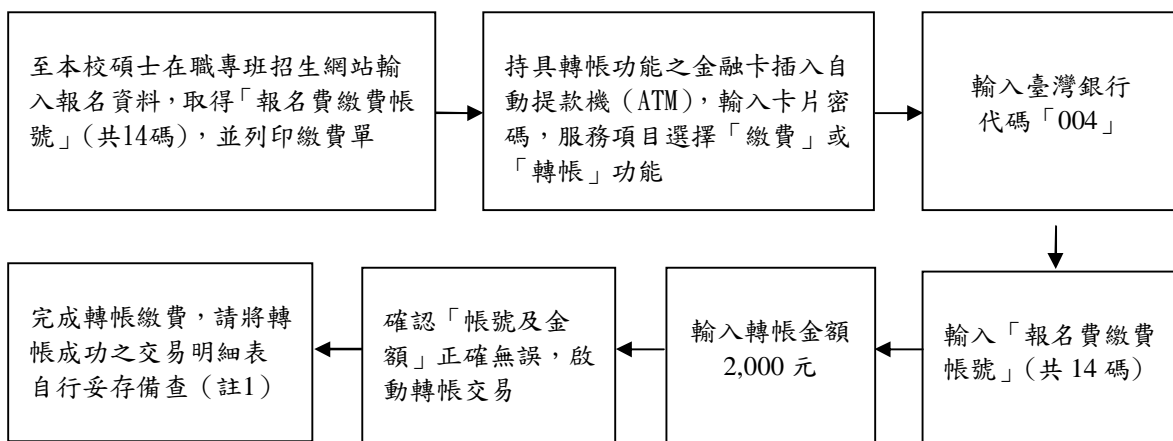 至本校碩士在職專班招生網站輸
入報名資料，取得「報名費繳費帳
號」（共14碼），並列印繳費單
持具轉帳功能之金融卡插入自
動提款機（ATM），輸入卡片密
碼，服務項目選擇「繳費」或
「轉帳」功能
輸入臺灣銀行
代碼「004」
輸入「報名費繳費
帳號」（共 14 碼）
輸入轉帳金額
2,000 元
確認「帳號及金
額」正確無誤，啟
動轉帳交易
完成轉帳繳費，請將轉
帳成功之交易明細表
自行妥存備查（註1）